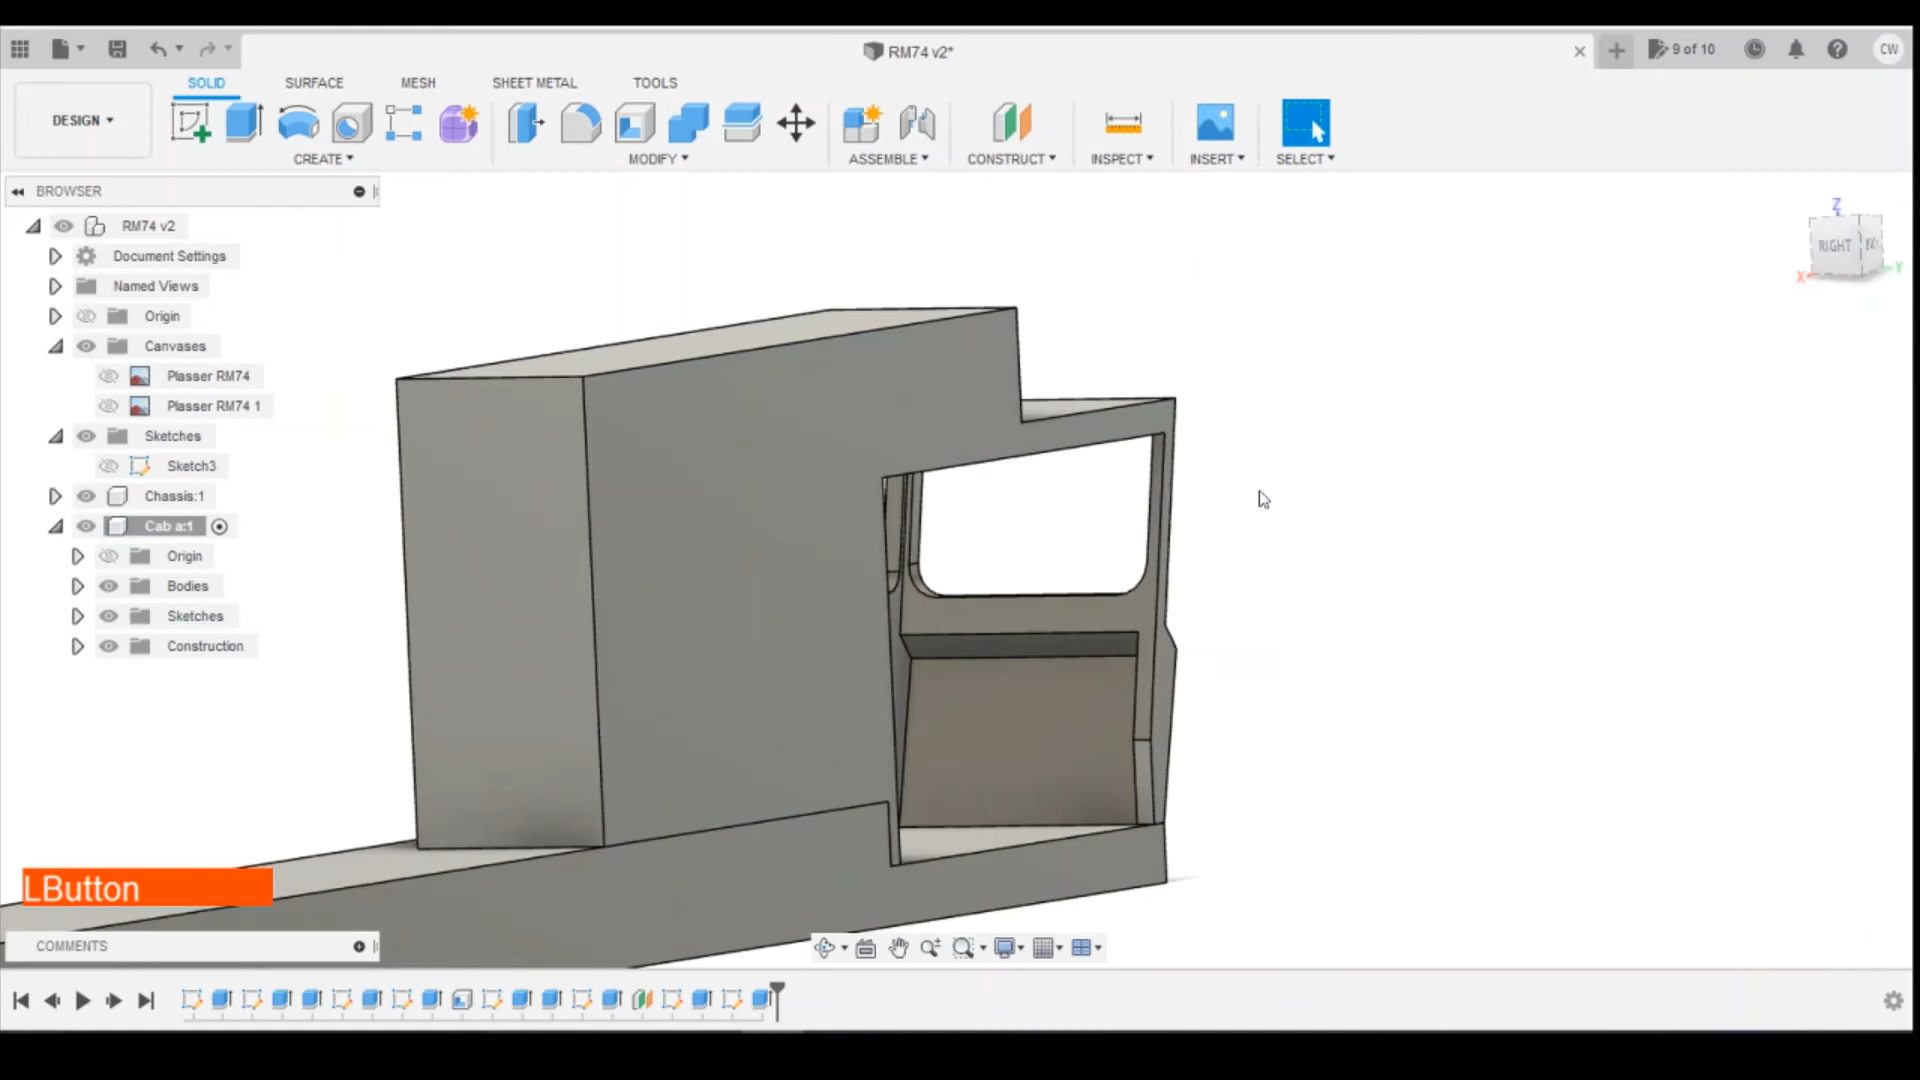 RM74 v2*
9 of 10
CW
DESIGN
SOLID
SURFACE
MESH
SHEET METAL
TOOLS
CREATE
MODIFY
ASSEMBLE
CONSTRUCT
INSPECT
INSERT
SELECT
BROWSER
RM74 v2
Document Settings
Named Views
Origin
Canvases
Plasser RM74
Plasser RM74 1
Sketches
Sketch3
Chassis:1
Cab a:1
Origin
Bodies
Sketches
Construction
Z
RIGHT
X
Y
LButton
COMMENTS